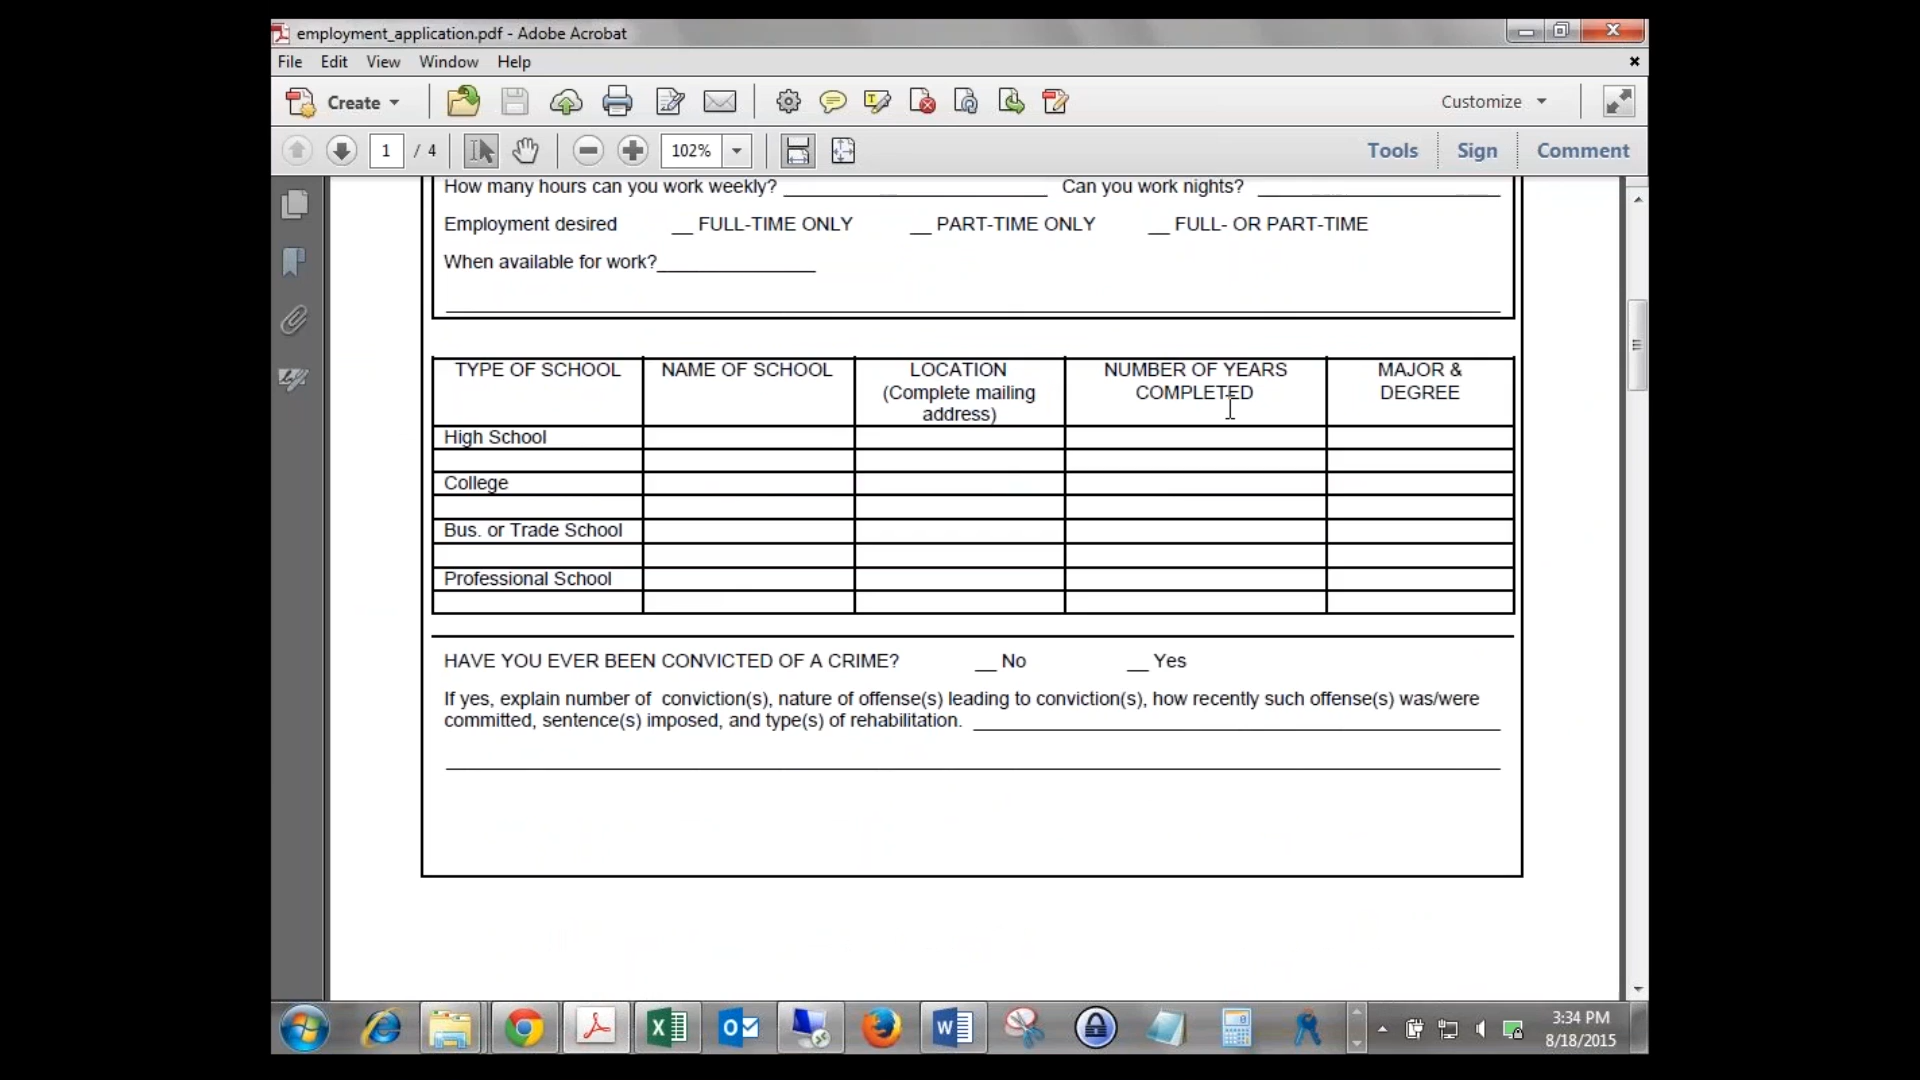 employment_application.pdf - Adobe Acrobat
File Edit View Window Help
Create Customize
1 / 4 102% Tools Sign Comment
How many hours can you work weekly? ____________ Can you work nights? ____________
Employment desired __ FULL-TIME ONLY __ PART-TIME ONLY __ FULL- OR PART-TIME
When available for work?_______________
TYPE OF SCHOOL NAME OF SCHOOL LOCATION (Complete mailing address) NUMBER OF YEARS COMPLETED MAJOR & DEGREE
High School
College
Bus. or Trade School
Professional School
HAVE YOU EVER BEEN CONVICTED OF A CRIME? __ No __ Yes
If yes, explain number of conviction(s), nature of offense(s) leading to conviction(s), how recently such offense(s) was/were
committed, sentence(s) imposed, and type(s) of rehabilitation. ____________
3:34 PM
8/18/2015